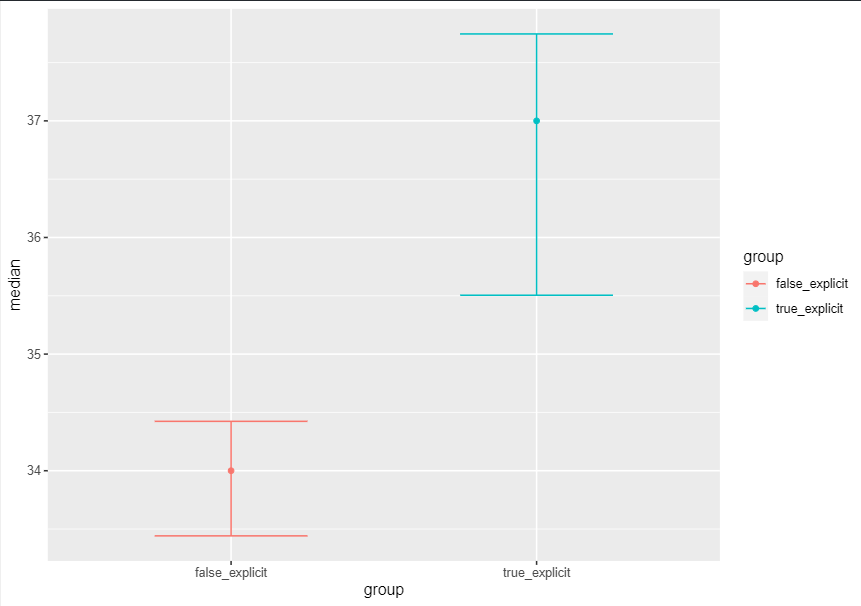 median
37
36
35
34
false_explicit
true_explicit
group
group
false_explicit
true_explicit